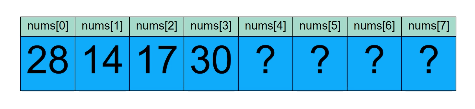 nums[0] nums[1] nums[2] nums[3] nums[4] nums[5] nums[6] nums[7]
28 14 17 30 ? ? ? ?